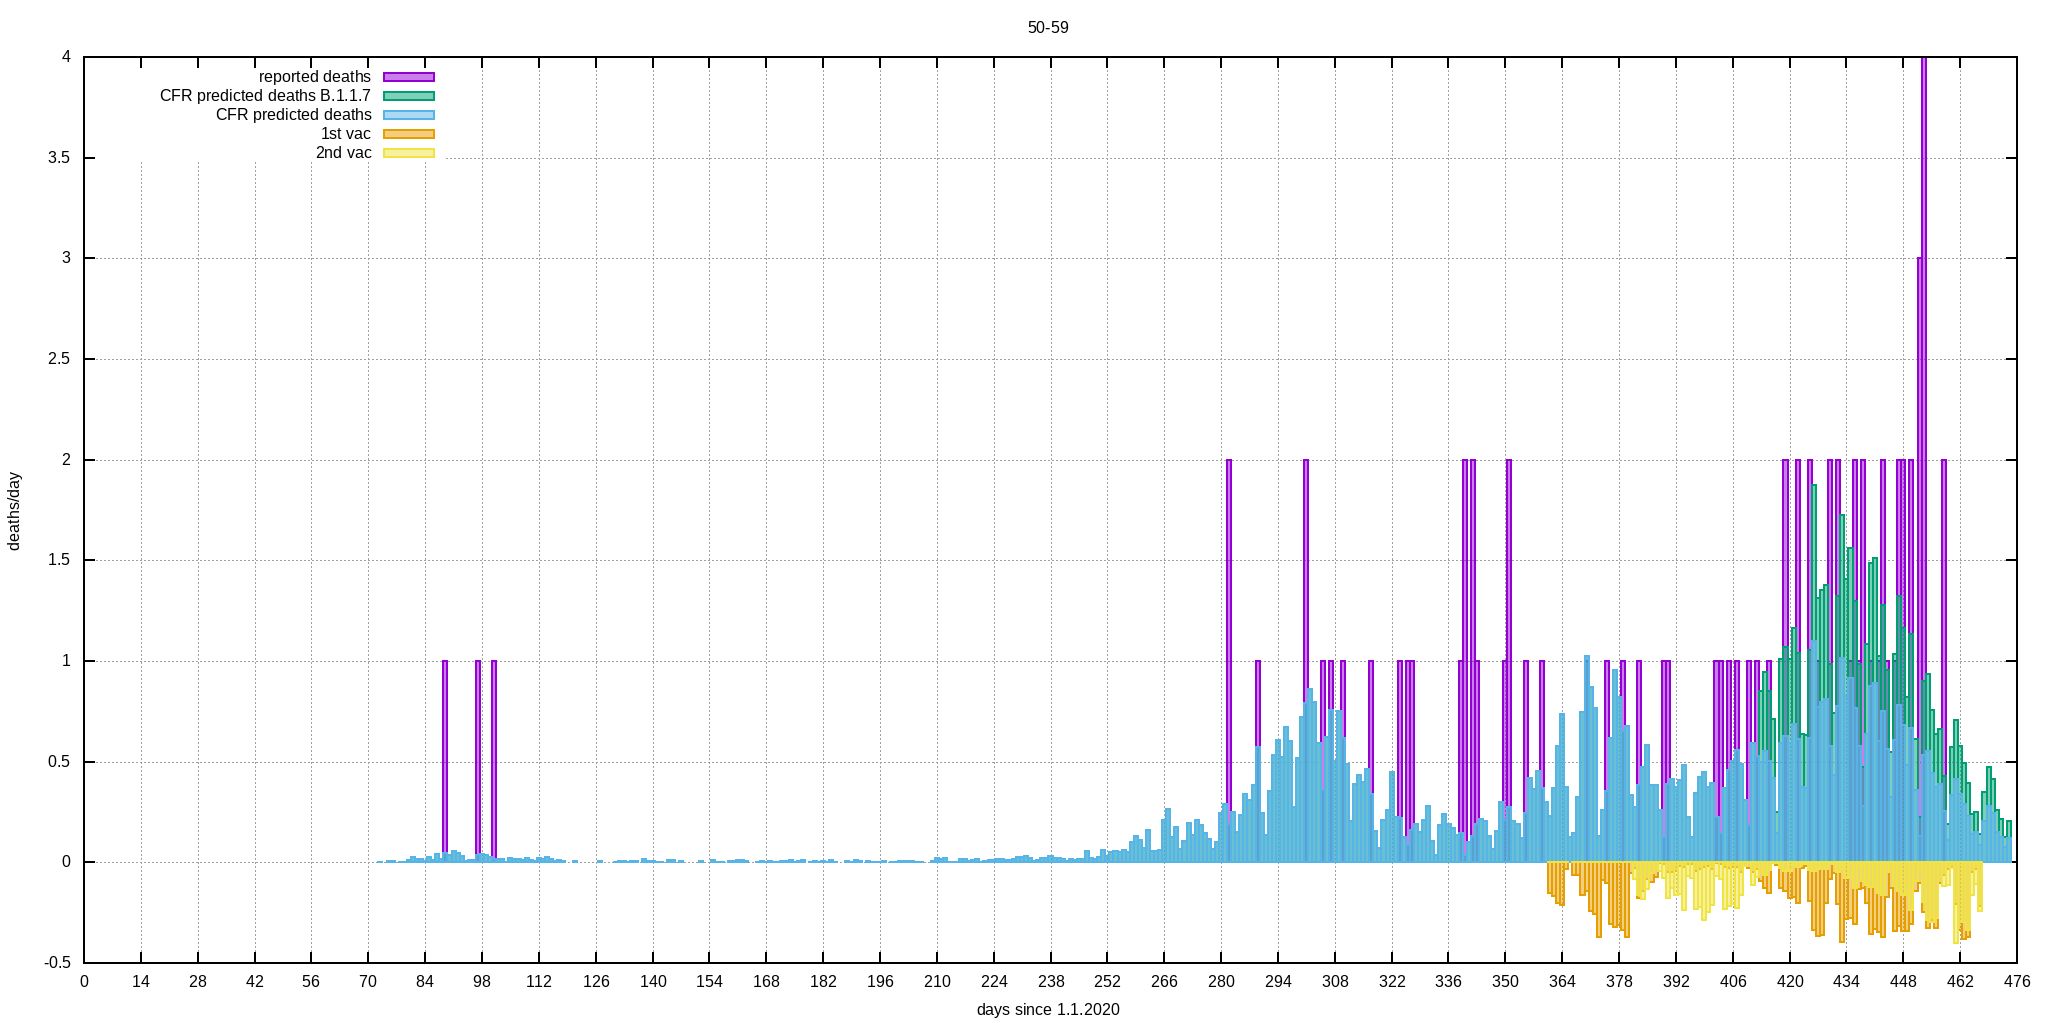 50-59
reported deaths
CFR predicted deaths B.1.1.7
CFR predicted deaths
1st vac
2nd vac
deaths/day
4
3.5
3
2.5
2
1.5
1
0.5
0
-0.5
0 14 28 42 56 70 84 98 112 126 140 154 168 182 196 210 224 238 252 266 280 294 308 322 336 350 364 378 392 406 420 434 448 462 476
days since 1.1.2020